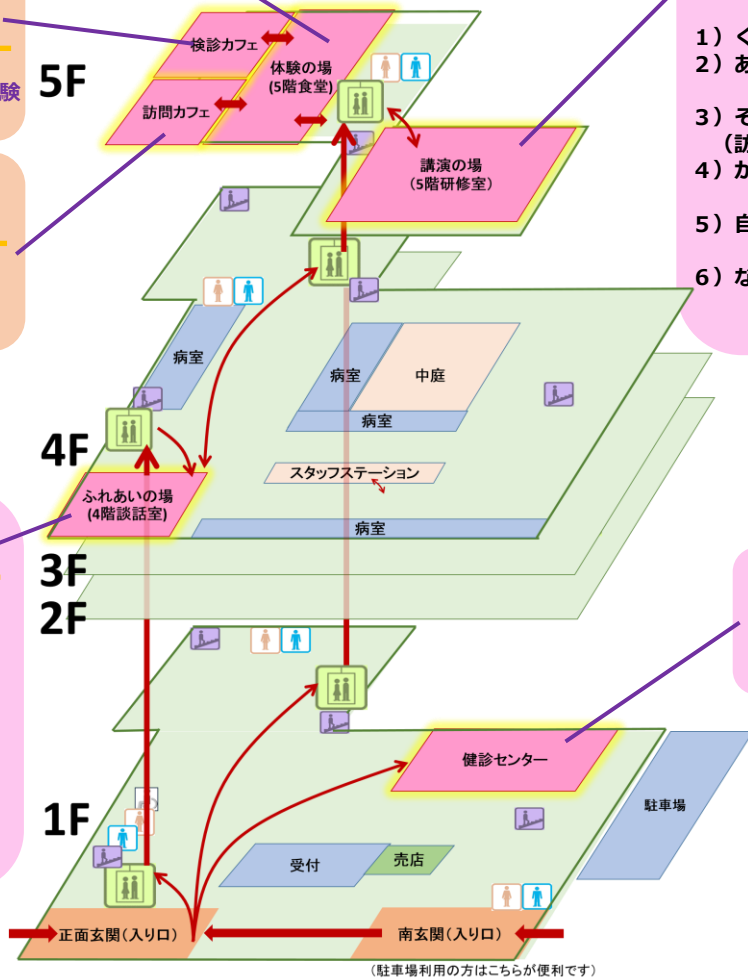 検診カフェ
体験の場
(5階食堂)
5F
験
訪問カフェ
1）く
2）あ
3）そ
（訪
4）か
5）自
6）な
講演の場
（5階研修室）
病室
病室
中庭
病室
4F
スタッフステーション
ふれあいの場
(4階談話室)
病室
3F
2F
健診センター
駐車場
1F
受付
売店
正面玄関（入り口）
南玄関（入り口）
（駐車場利用の方はこちらが便利です）